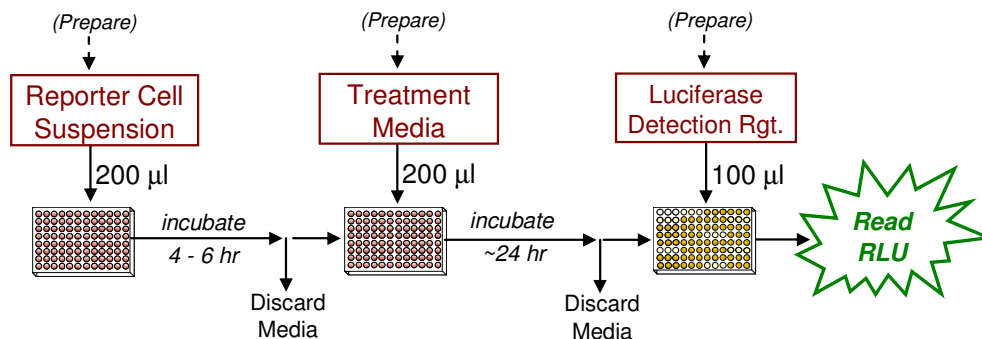 (Prepare)
(Prepare)
(Prepare)
Reporter Cell
Suspension
Treatment
Media
Luciferase
Detection Rgt.
200 µl
200 µl
100 µl
incubate
4 - 6 hr
incubate
~24 hr
Read
RLU
Discard
Media
Discard
Media